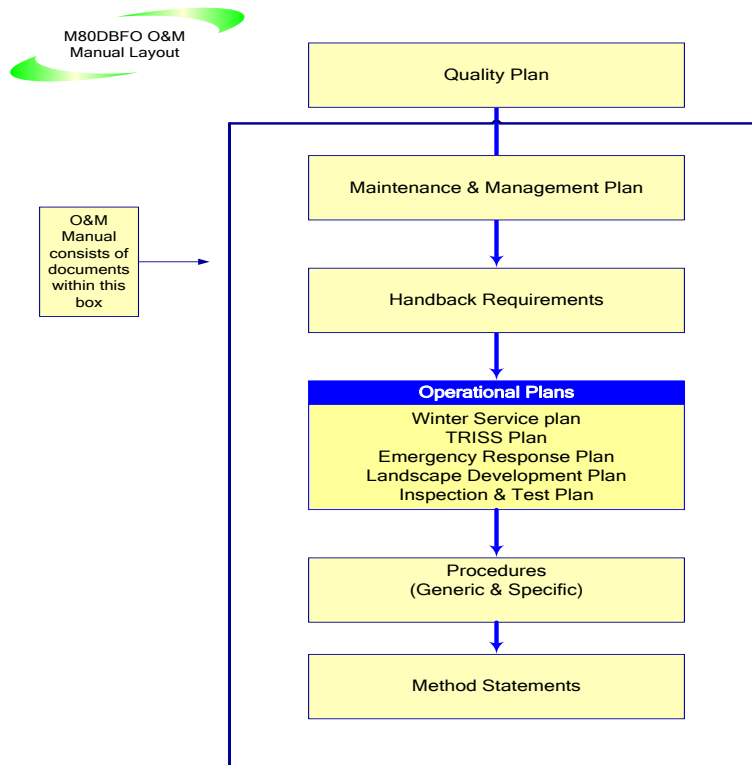 M80DBFO O&M
Manual Layout
Quality Plan
Maintenance & Management Plan
O&M
Manual
consists of
documents
within this
box
Handback Requirements
Operational Plans
Winter Service plan
TRISS Plan
Emergency Response Plan
Landscape Development Plan
Inspection & Test Plan
Procedures
(Generic & Specific)
Method Statements